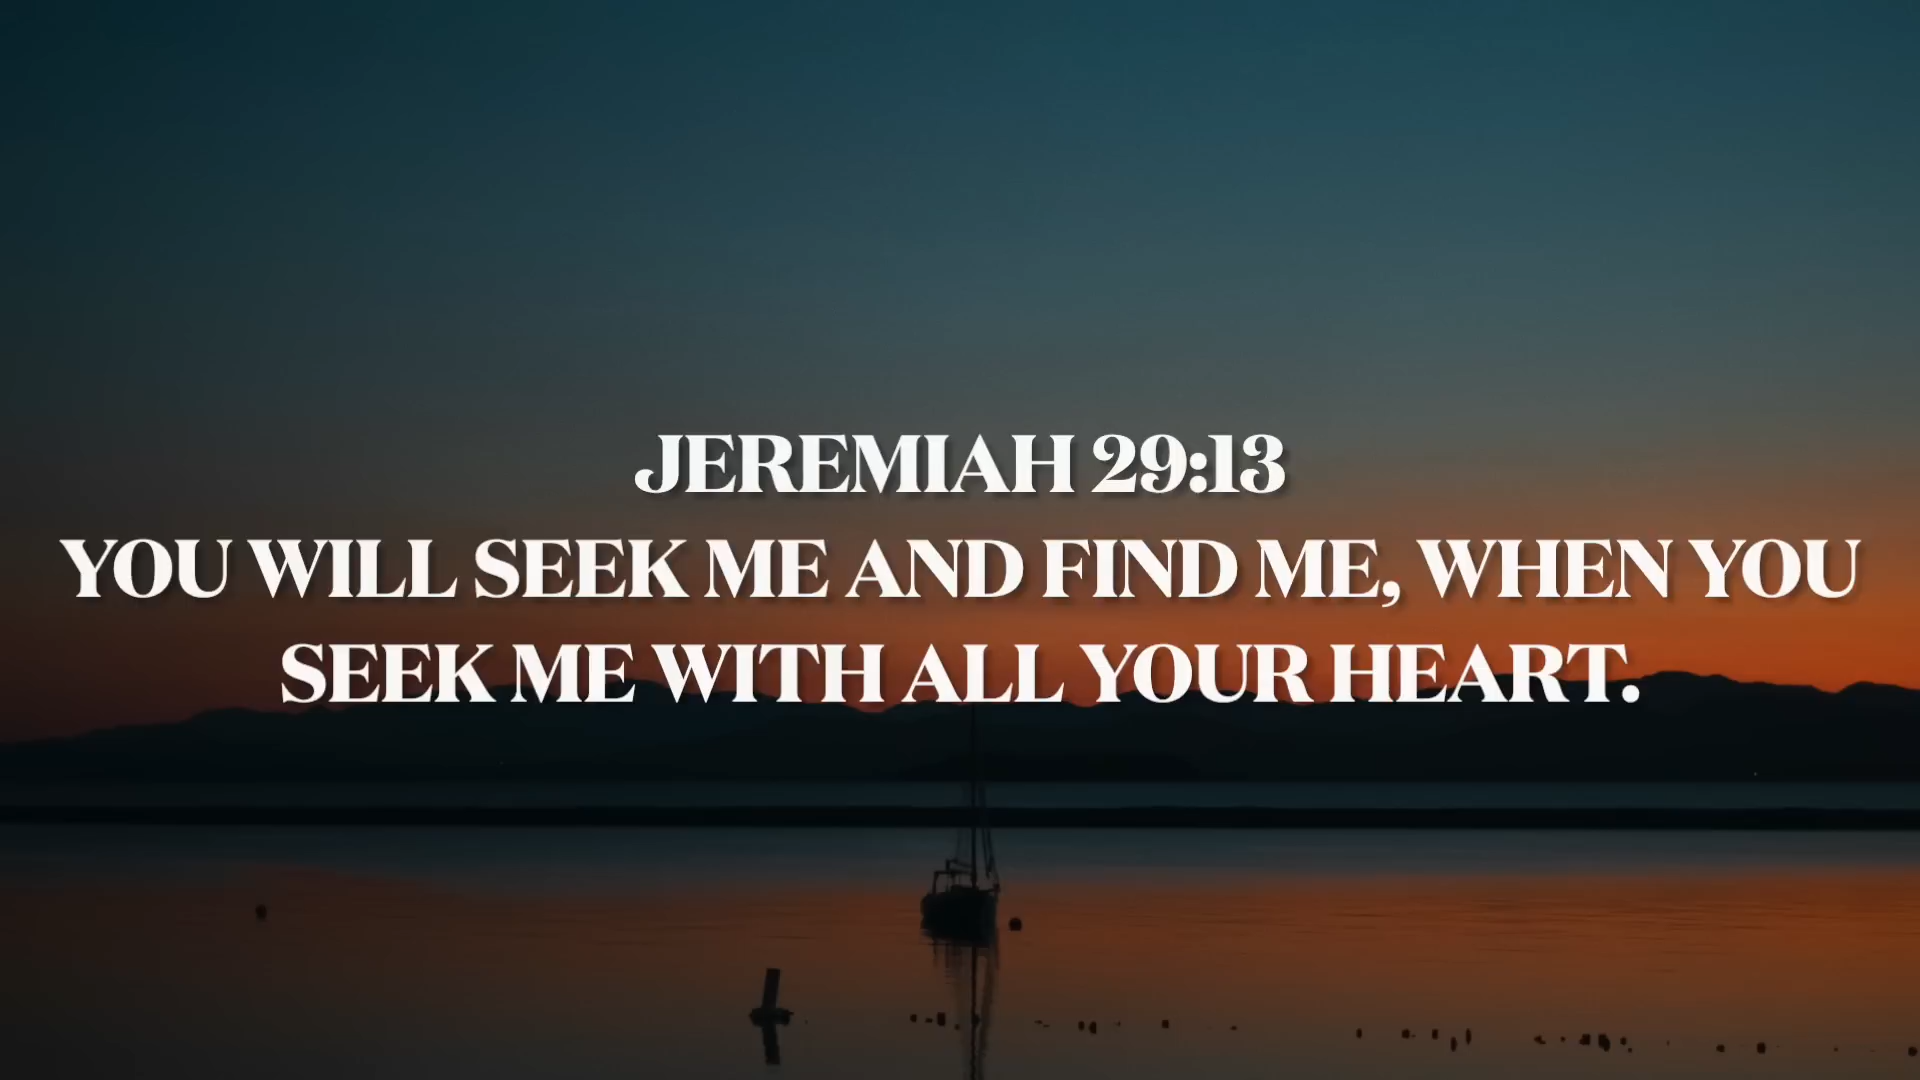 JEREMIAH 29:13
YOU WILL SEEK ME AND FIND ME, WHEN YOU
SEEK ME WITH ALL YOUR HEART.